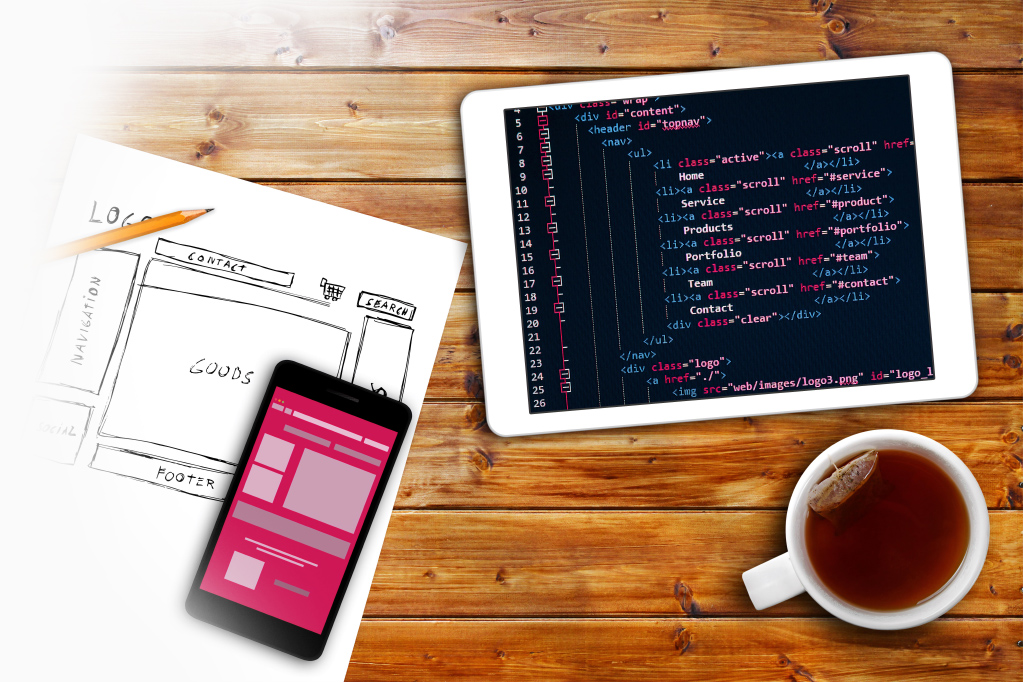 LOGO
CONTACT
SEARCH
NAVIGATION
GOODS
SOCIAL
FOOTER
4 <div class="wrap">
5 <div id="content">
6 <header id="topnav">
7 <nav>
8 <ul>
9 <li class="active"><a class="scroll" href=
10 Home </a></li>
11 <li><a class="scroll" href="#service">
12 Service </a></li>
13 <li><a class="scroll" href="#product">
14 Products </a></li>
15 <li><a class="scroll" href="#portfolio">
16 Portfolio </a></li>
17 <li><a class="scroll" href="#team">
18 Team </a></li>
19 <li><a class="scroll" href="#contact">
20 Contact </a></li>
21 <div class="clear"></div>
22 </ul>
23 </nav>
24 <div class="logo">
25 <a href="./">
26 <img src="web/images/logo3.png" id="logo_l